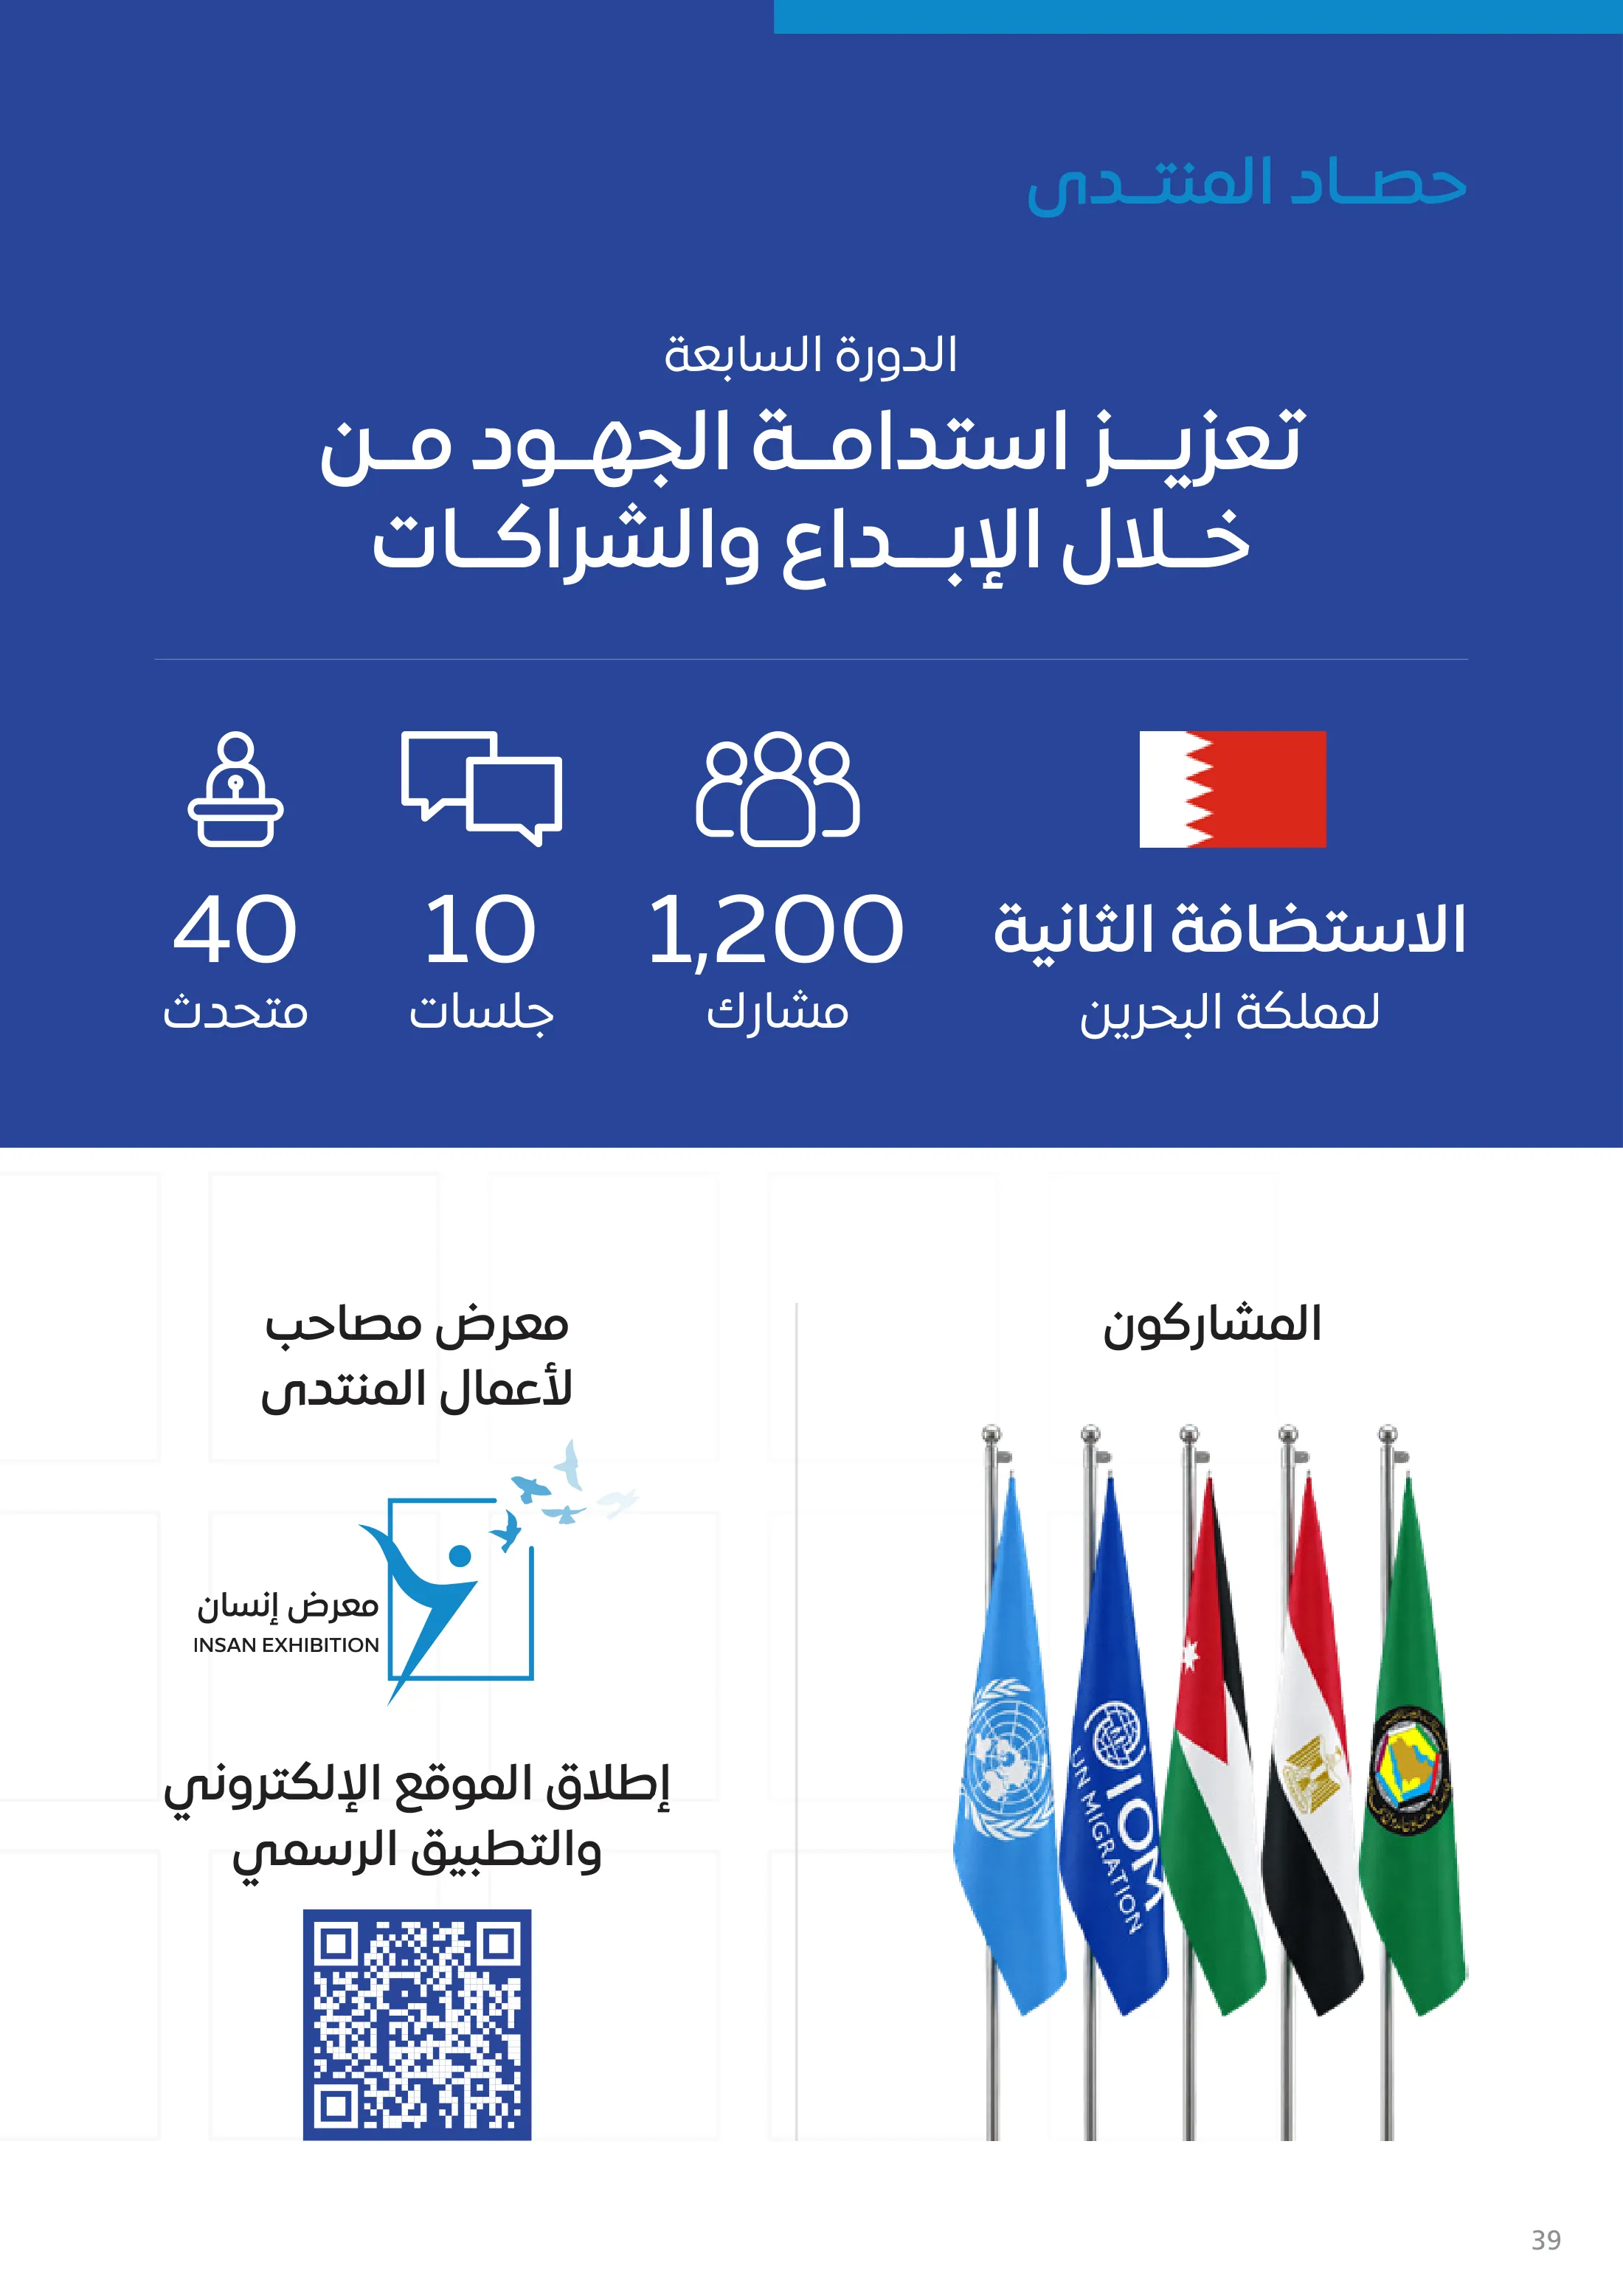 حصاد المنتدى
الدورة السابعة
تعزيز استدامة الجهود من
خلال الإبداع والشراكات
الاستضافة الثانية
لمملكة البحرين
1,200
مشارك
10
جلسات
40
متحدث
المشاركون
IOM
UN MIGRATION
معرض مصاحب
لأعمال المنتدى
معرض إنسان
INSAN EXHIBITION
إطلاق الموقع الإلكتروني
والتطبيق الرسمي
39